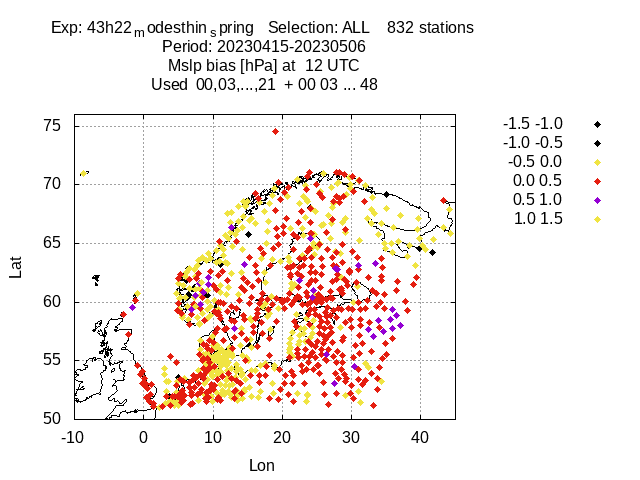 Exp: 43h22modesthinspring Selection: ALL 832 stations
Period: 20230415-20230506
Mslp bias [hPa] at 12 UTC
Used 00,03,...,21 + 00 03 ... 48
-1.5 -1.0
-1.0 -0.5
-0.5 0.0
0.0 0.5
0.5 1.0
1.0 1.5
75
70
65
60
55
50
Lat
-10 0 10 20 30 40
Lon